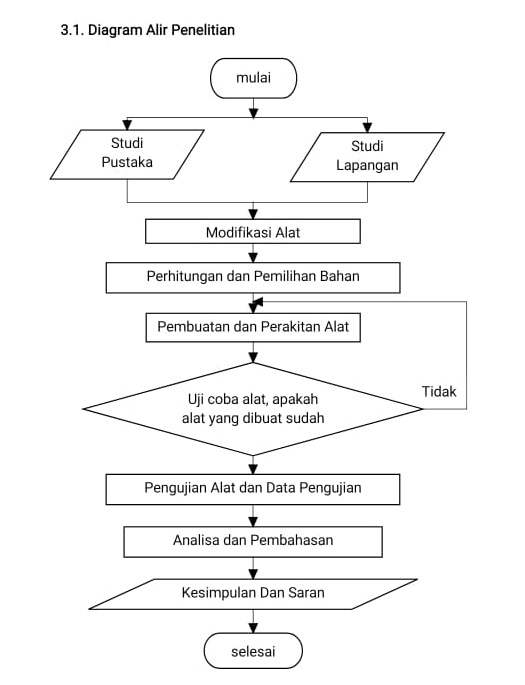 3.1. Diagram Alir Penelitian
mulai
Studi
Pustaka
Studi
Lapangan
Modifikasi Alat
Perhitungan dan Pemilihan Bahan
Pembuatan dan Perakitan Alat
Tidak
Uji coba alat, apakah
alat yang dibuat sudah
Pengujian Alat dan Data Pengujian
Analisa dan Pembahasan
Kesimpulan Dan Saran
selesai